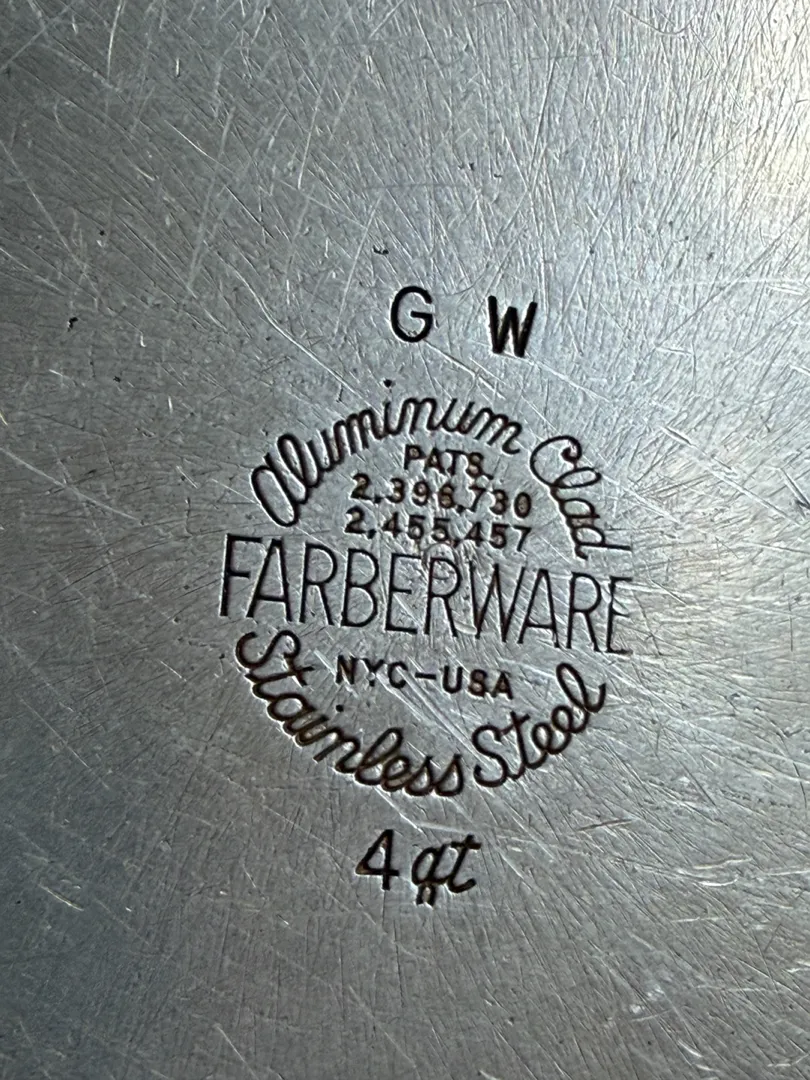 G W
Aluminum Clad
PATS.
2,396,730
2,455,457
FARBERWARE
NYC-USA
Stainless Steel
4 qt